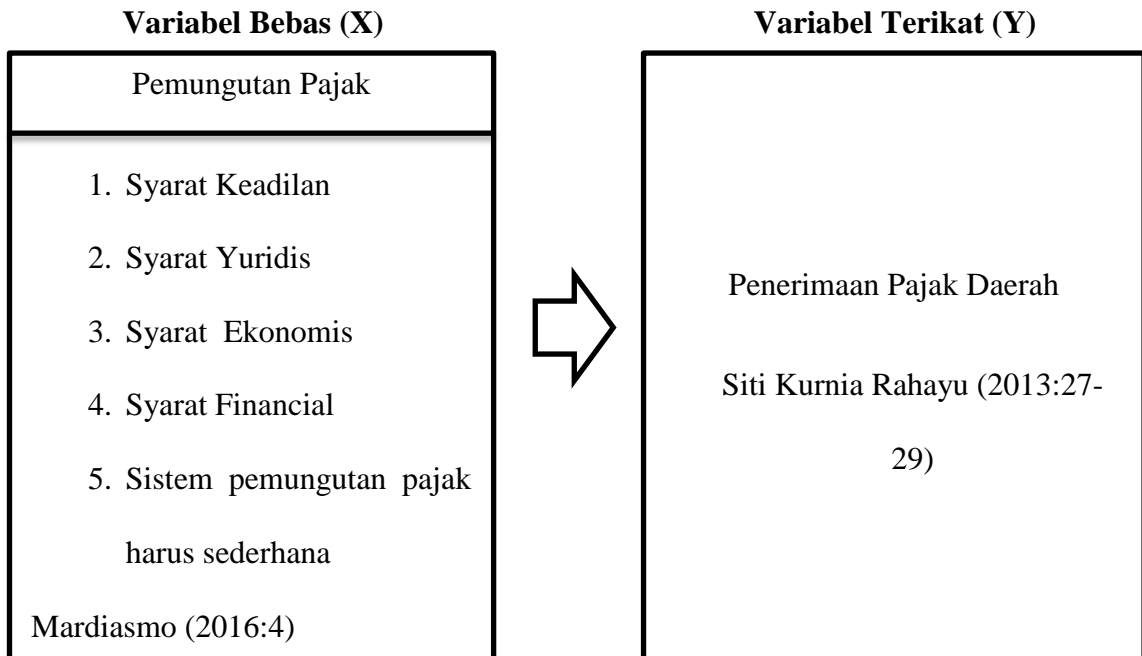 Variabel Bebas (X)
Pemungutan Pajak
1. Syarat Keadilan
2. Syarat Yuridis
3. Syarat Ekonomis
4. Syarat Financial
5. Sistem pemungutan pajak
harus sederhana
Mardiasmo (2016:4)
Variabel Terikat (Y)
Penerimaan Pajak Daerah
Siti Kurnia Rahayu (2013:27-
29)